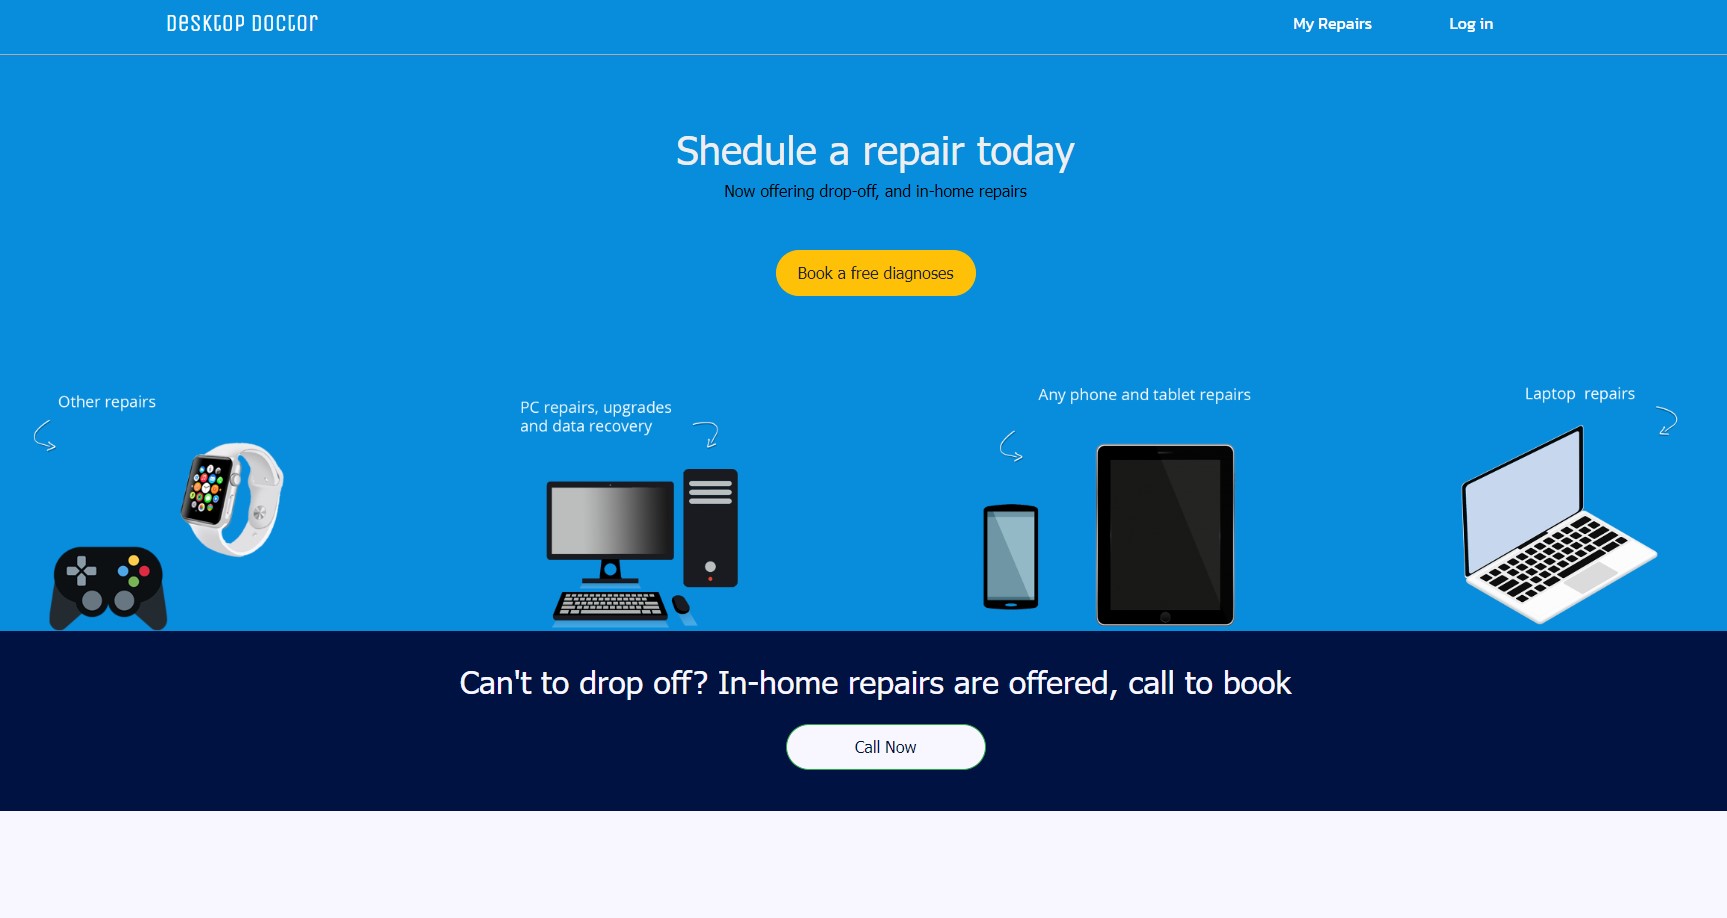 Desktop Doctor
My Repairs
Log in
Shedule a repair today
Now offering drop-off, and in-home repairs
Book a free diagnoses
Other repairs
PC repairs, upgrades
and data recovery
Any phone and tablet repairs
Laptop repairs
Can't to drop off? In-home repairs are offered, call to book
Call Now